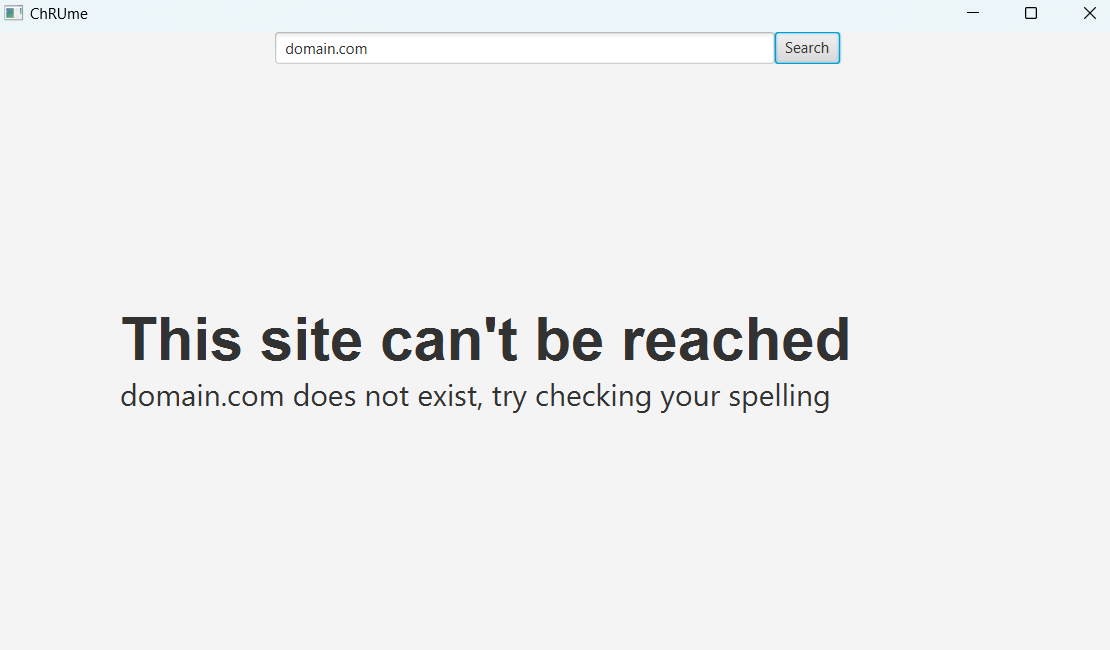 ChRUme
domain.com
Search
This site can't be reached
domain.com does not exist, try checking your spelling